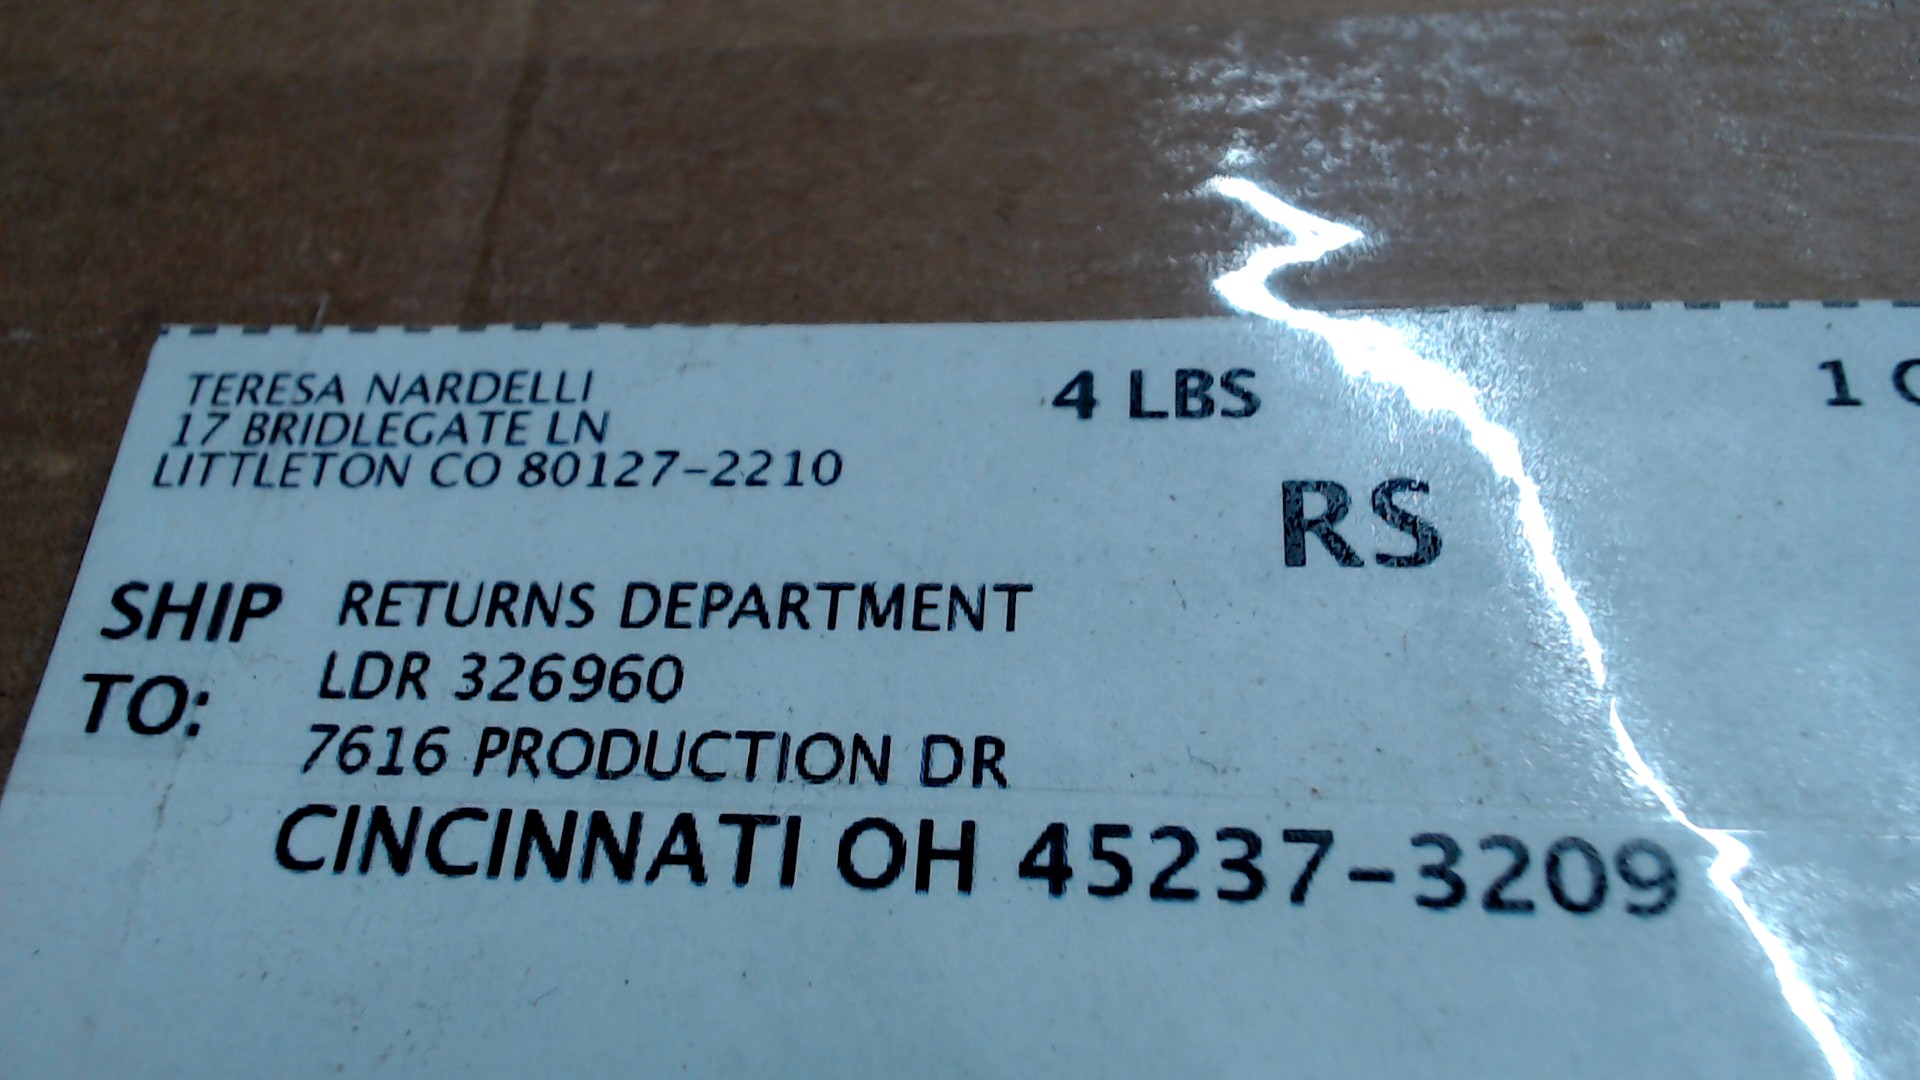 TERESA NARDELLI
17 BRIDLEGATE LN
LITTLETON CO 80127-2210
4 LBS
1
RS
SHIP TO:
RETURNS DEPARTMENT
LDR 326960
7616 PRODUCTION DR
CINCINNATI OH 45237-3209